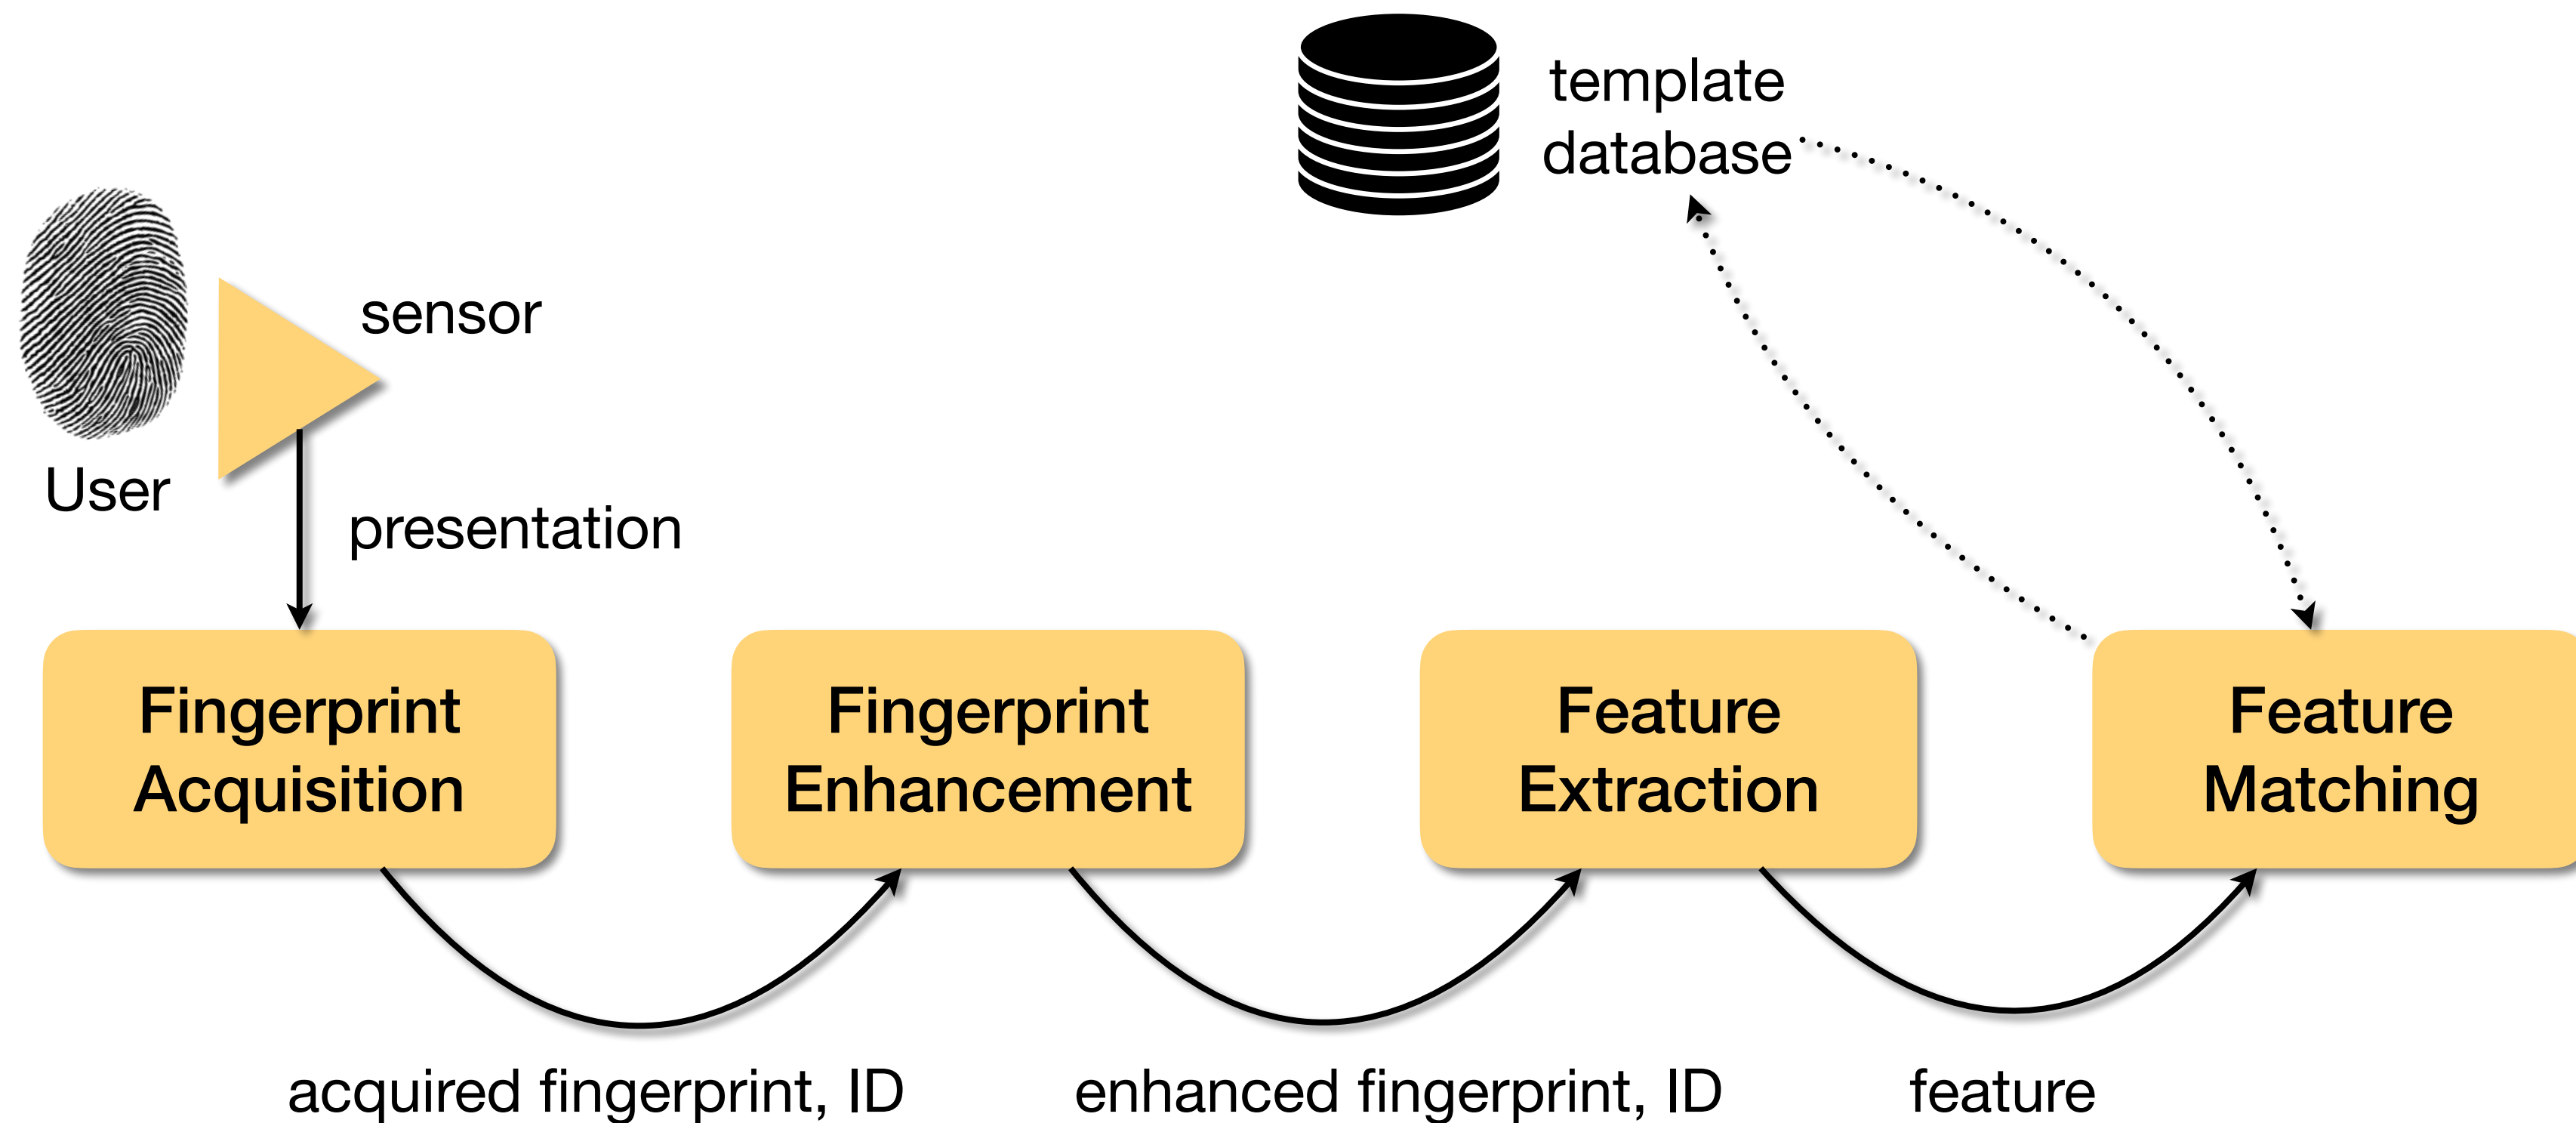 template
database
sensor
User
presentation
Fingerprint
Acquisition
Fingerprint
Enhancement
Feature
Extraction
Feature
Matching
acquired fingerprint, ID
enhanced fingerprint, ID
feature